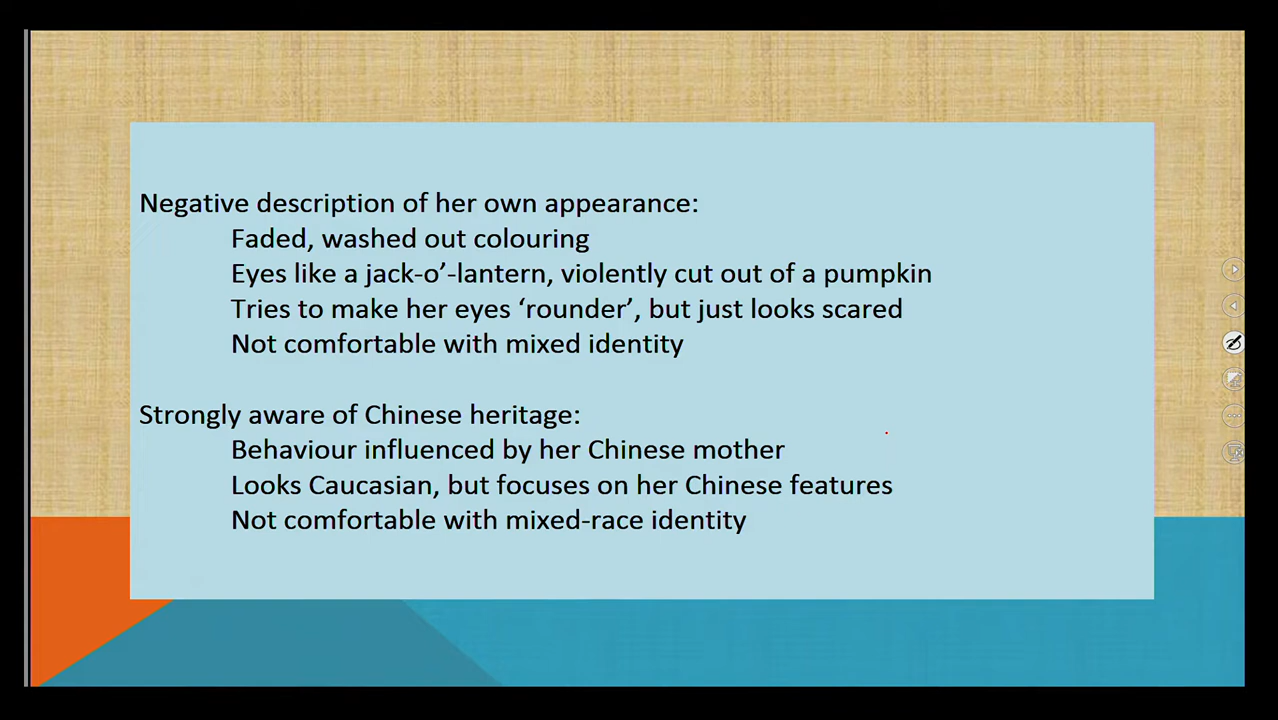 Negative description of her own appearance:
Faded, washed out colouring
Eyes like a jack-o’-lantern, violently cut out of a pumpkin
Tries to make her eyes ‘rounder’, but just looks scared
Not comfortable with mixed identity
Strongly aware of Chinese heritage:
Behaviour influenced by her Chinese mother
Looks Caucasian, but focuses on her Chinese features
Not comfortable with mixed-race identity